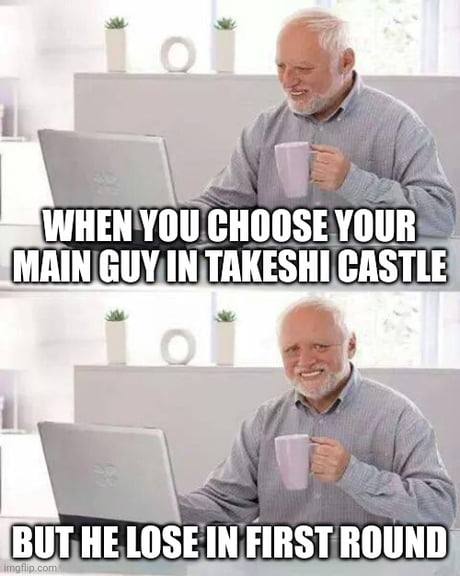 WHEN YOU CHOOSE YOUR
MAIN GUY IN TAKESHI CASTLE
BUT HE LOSE IN FIRST ROUND
imgflip.com